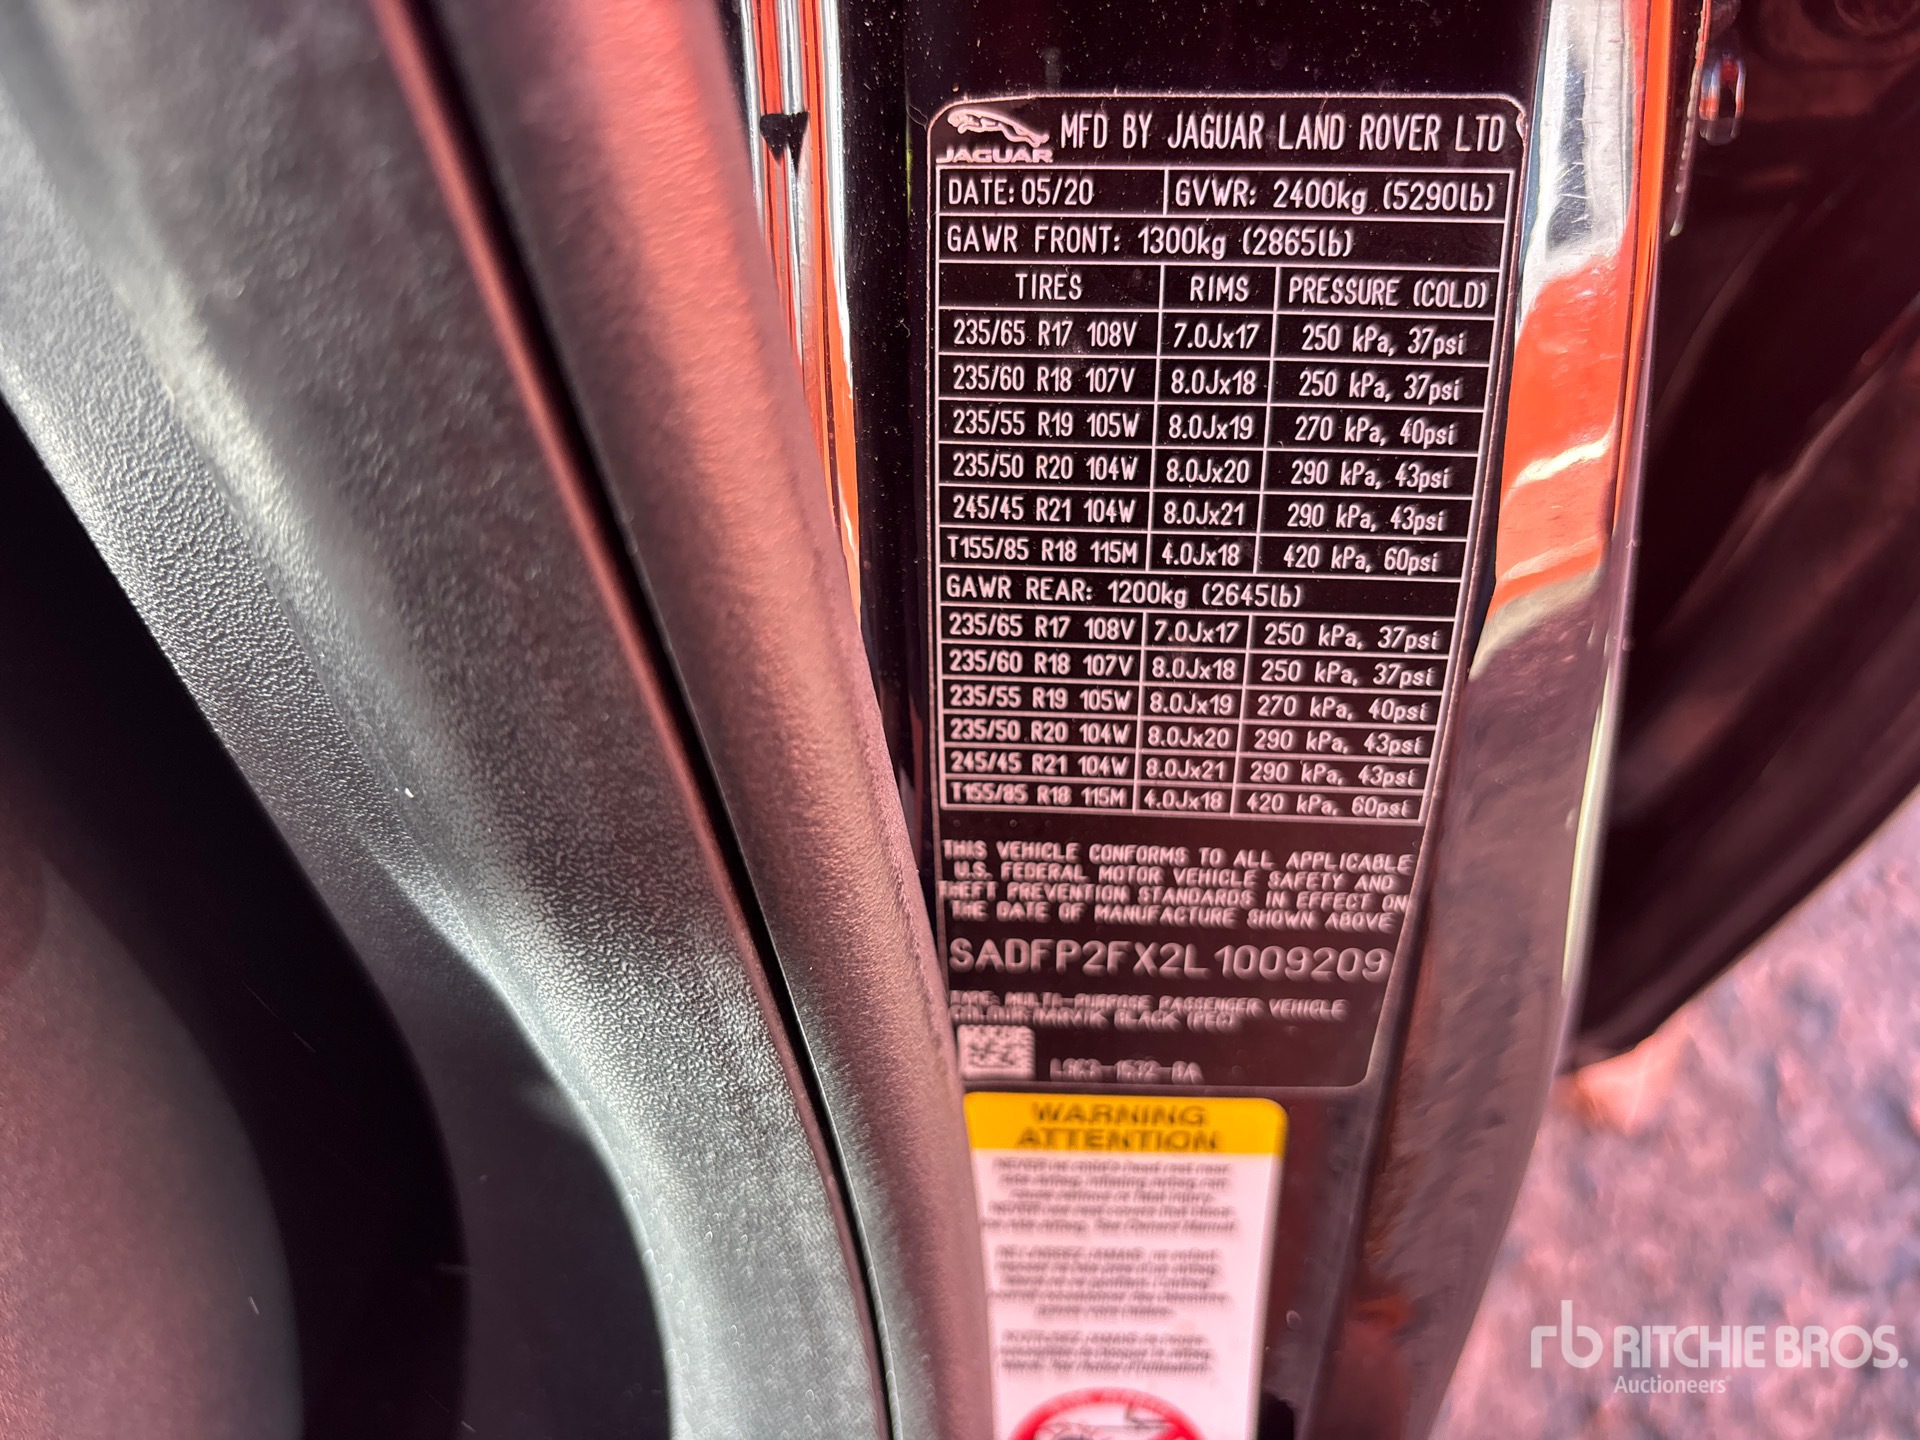 JAGUAR MFD BY JAGUAR LAND ROVER LTD
DATE: 05/20 GVWR: 2400kg (5290lb)
GAWR FRONT: 1300kg (2865lb)
TIRES RIMS PRESSURE (COLD)
235/65 R17 108V 7.0Jx17 250 kPa, 37psi
235/60 R18 107V 8.0Jx18 250 kPa, 37psi
235/55 R19 105W 8.0Jx19 270 kPa, 40psi
235/50 R20 104W 8.0Jx20 290 kPa, 43psi
245/45 R21 104W 8.0Jx21 290 kPa, 43psi
T155/85 R18 115M 4.0Jx18 420 kPa, 60psi
GAWR REAR: 1200kg (2645lb)
235/65 R17 108V 7.0Jx17 250 kPa, 37psi
235/60 R18 107V 8.0Jx18 250 kPa, 37psi
235/55 R19 105W 8.0Jx19 270 kPa, 40psi
235/50 R20 104W 8.0Jx20 290 kPa, 43psi
245/45 R21 104W 8.0Jx21 290 kPa, 43psi
T155/85 R18 115M 4.0Jx18 420 kPa, 60psi
THIS VEHICLE CONFORMS TO ALL APPLICABLE
U.S. FEDERAL MOTOR VEHICLE SAFETY AND
THEFT PREVENTION STANDARDS IN EFFECT ON
THE DATE OF MANUFACTURE SHOWN ABOVE
SADFP2FX2L1009209
TYPE: MULTI-PURPOSE PASSENGER VEHICLE
COLOUR: NARVIK BLACK (PEC)
WARNING
ATTENTION
rb RITCHIE BROS.
Auctioneers